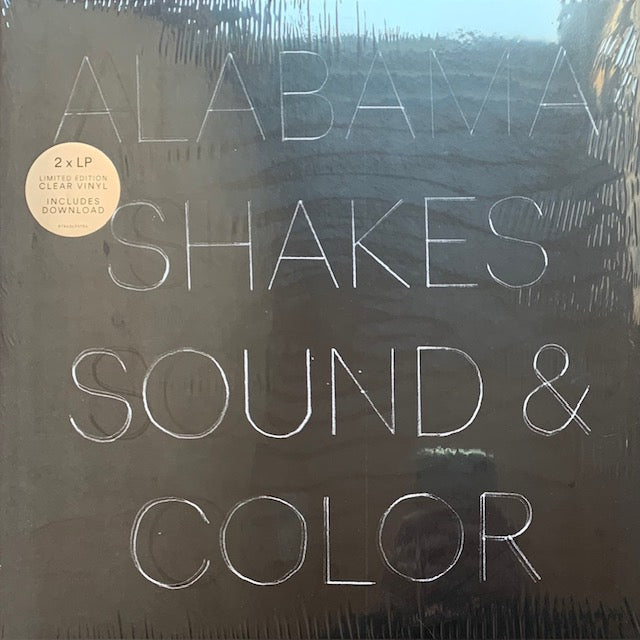 ALABAMA
SHAKES
SOUND &
COLOR
2 x LP
LIMITED EDITION
CLEAR VINYL
INCLUDES
DOWNLOAD